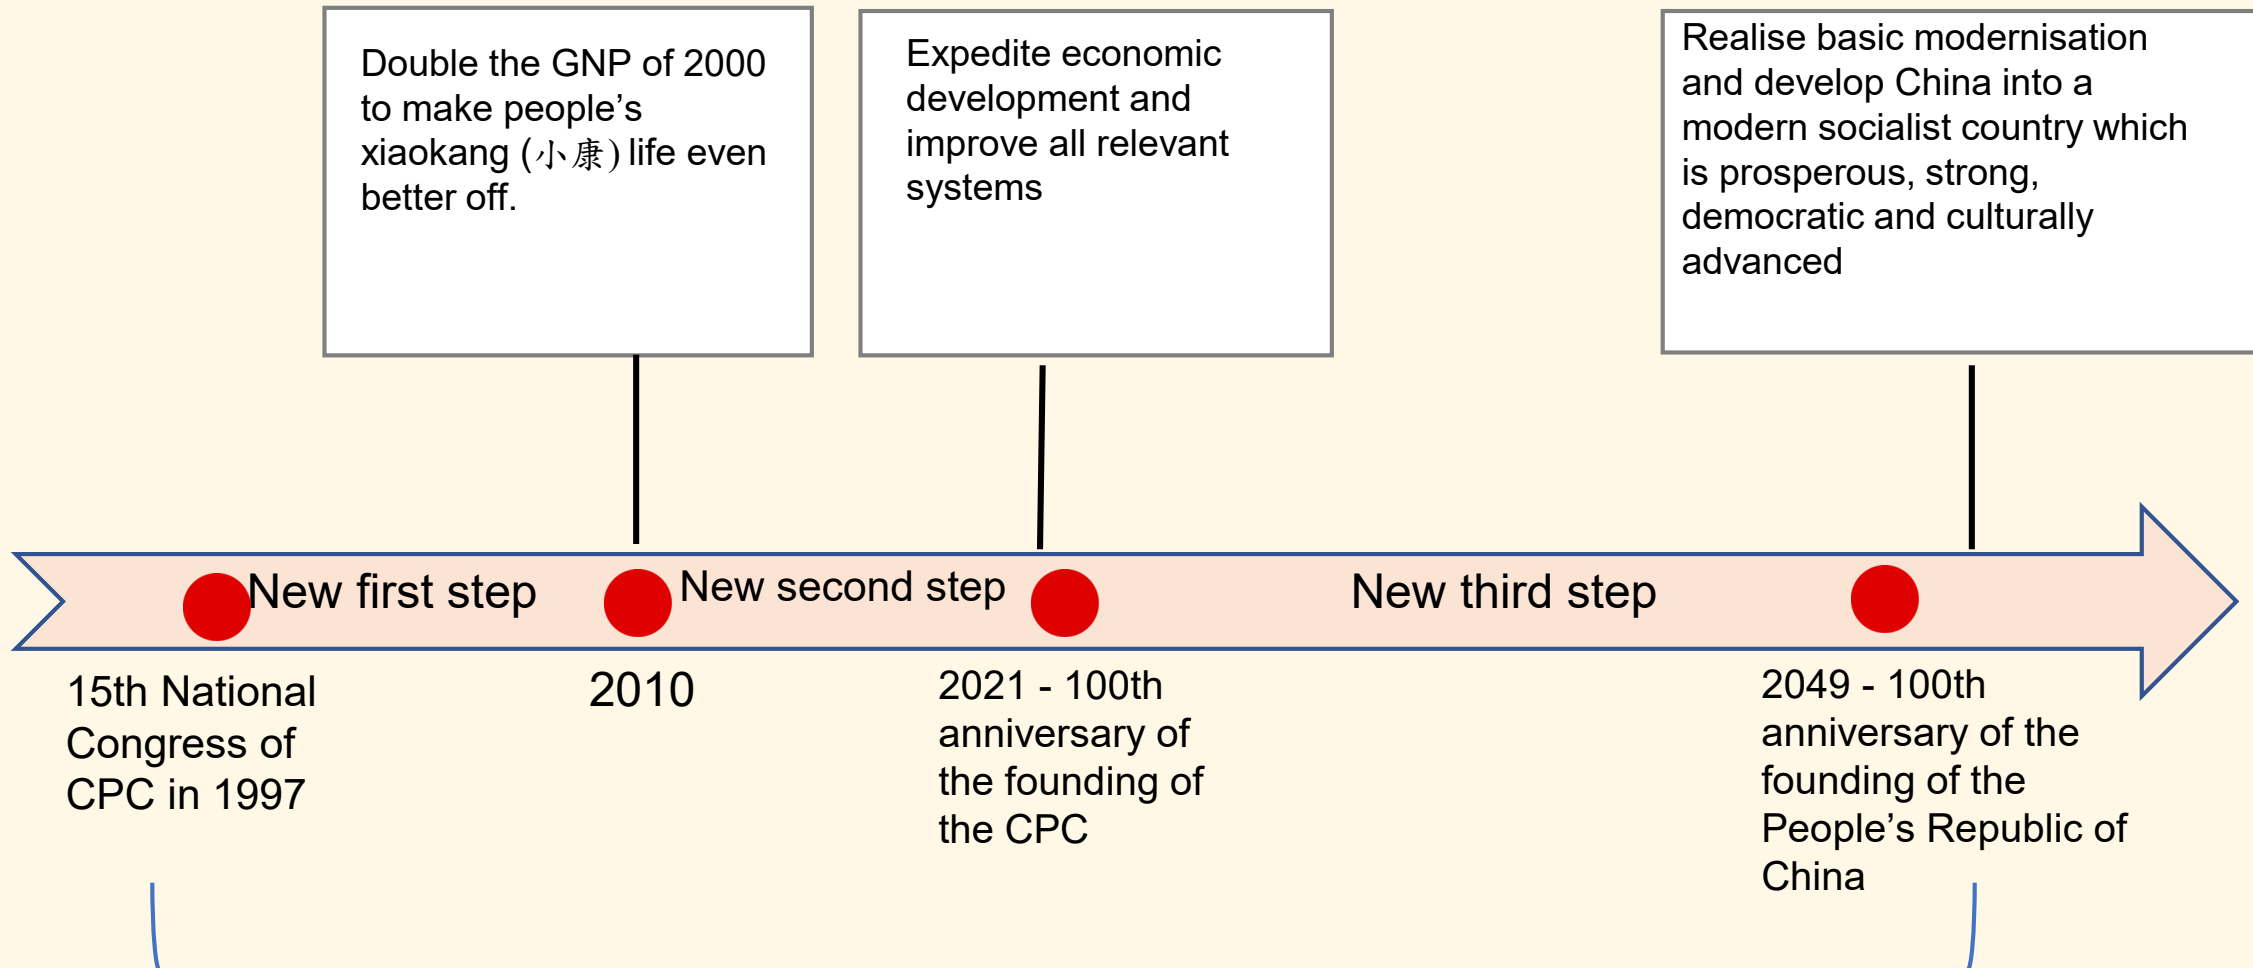 Double the GNP of 2000
to make people’s
xiaokang (小康) life even
better off.
Expedite economic
development and
improve all relevant
systems
Realise basic modernisation
and develop China into a
modern socialist country which
is prosperous, strong,
democratic and culturally
advanced
New first step
New second step
New third step
15th National
Congress of
CPC in 1997
2010
2021 - 100th
anniversary of
the founding of
the CPC
2049 - 100th
anniversary of the
founding of the
People’s Republic of
China